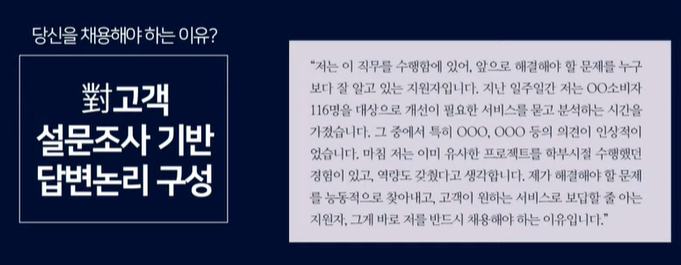 당신을 채용해야 하는 이유?
對고객
설문조사 기반
답변논리 구성
“저는 이 직무를 수행함에 있어, 앞으로 해결해야 할 문제를 누구
보다 잘 알고 있는 지원자입니다. 지난 일주일간 저는 OO소비자
116명을 대상으로 개선이 필요한 서비스를 묻고 분석하는 시간을
가졌습니다. 그 중에서 특히 OOO, OOO 등의 의견이 인상적이
었습니다. 마침 저는 이미 유사한 프로젝트를 학부시절 수행했던
경험이 있고, 역량도 갖췄다고 생각합니다. 제가 해결해야 할 문제
를 능동적으로 찾아내고, 고객이 원하는 서비스로 보답할 줄 아는
지원자, 그게 바로 저를 반드시 채용해야 하는 이유입니다.”